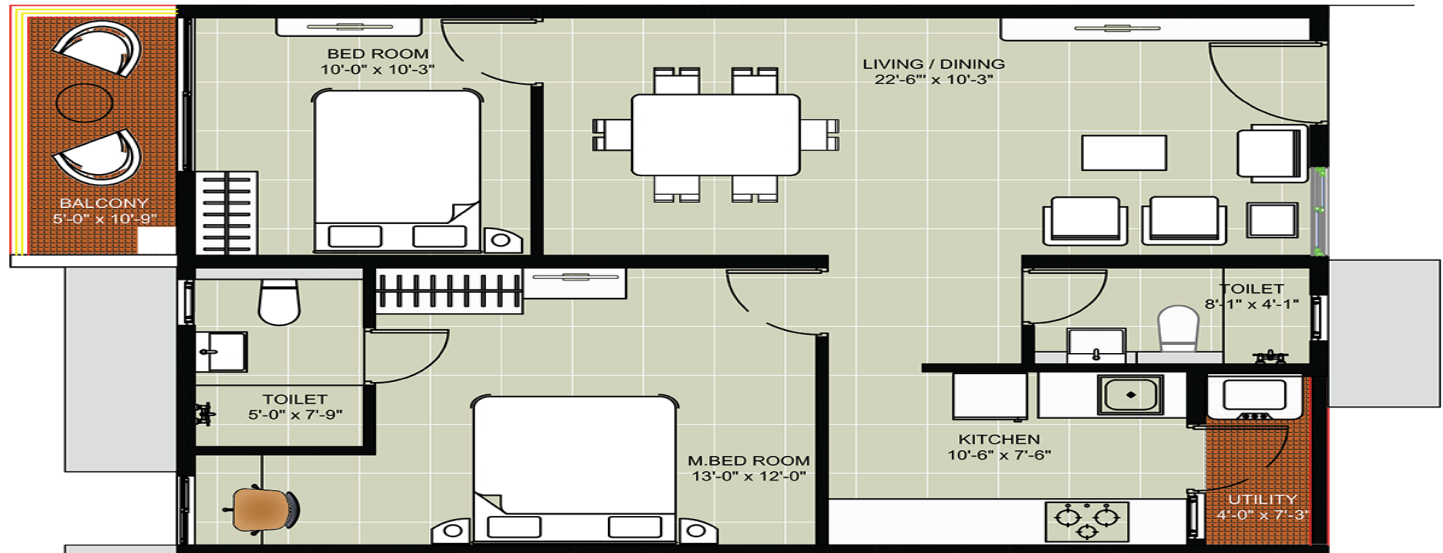 BED ROOM
10'-0" x 10'-3"
LIVING / DINING
22'-6'" x 10'-3"
BALCONY
5'-0" x 10'-9"
TOILET
8'-1" x 4'-1"
TOILET
5'-0" x 7'-9"
M.BED ROOM
13'-0" x 12'-0"
KITCHEN
10'-6" x 7'-6"
UTILITY
4'-0" x 7'-3"